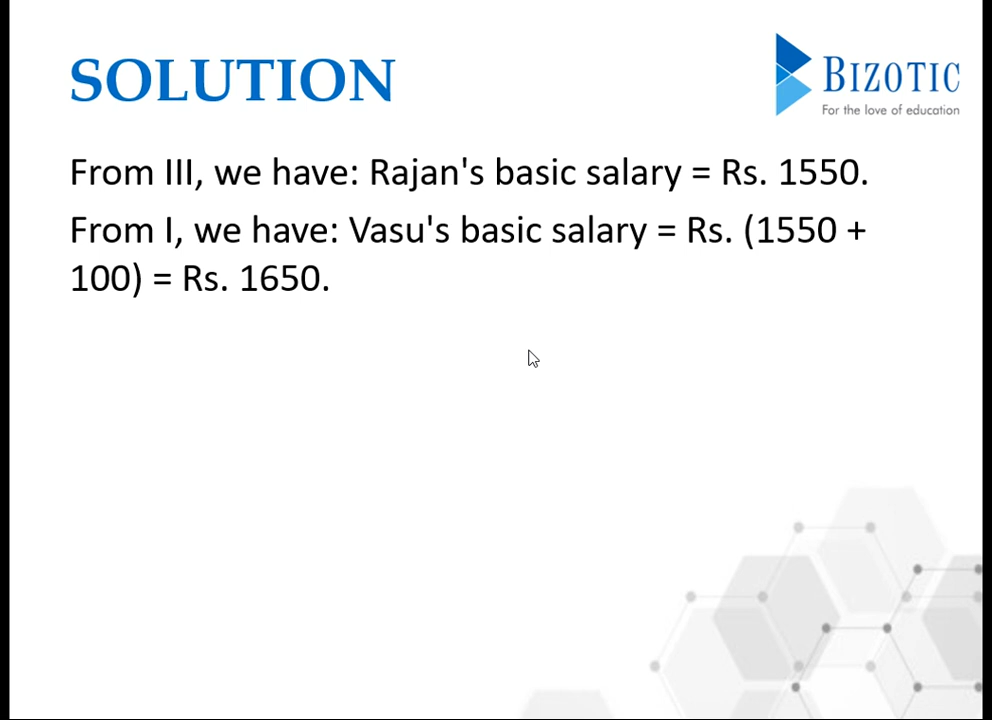 SOLUTION
BIZOTIC
For the love of education
From III, we have: Rajan's basic salary = Rs. 1550.
From I, we have: Vasu's basic salary = Rs. (1550 +
100) = Rs. 1650.